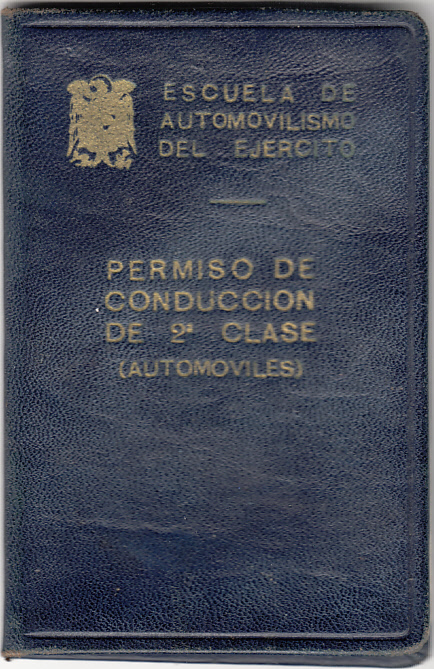 ESCUELA DE
AUTOMOVILISMO
DEL EJERCITO
PERMISO DE
CONDUCCION
DE 2ª CLASE
(AUTOMOVILES)